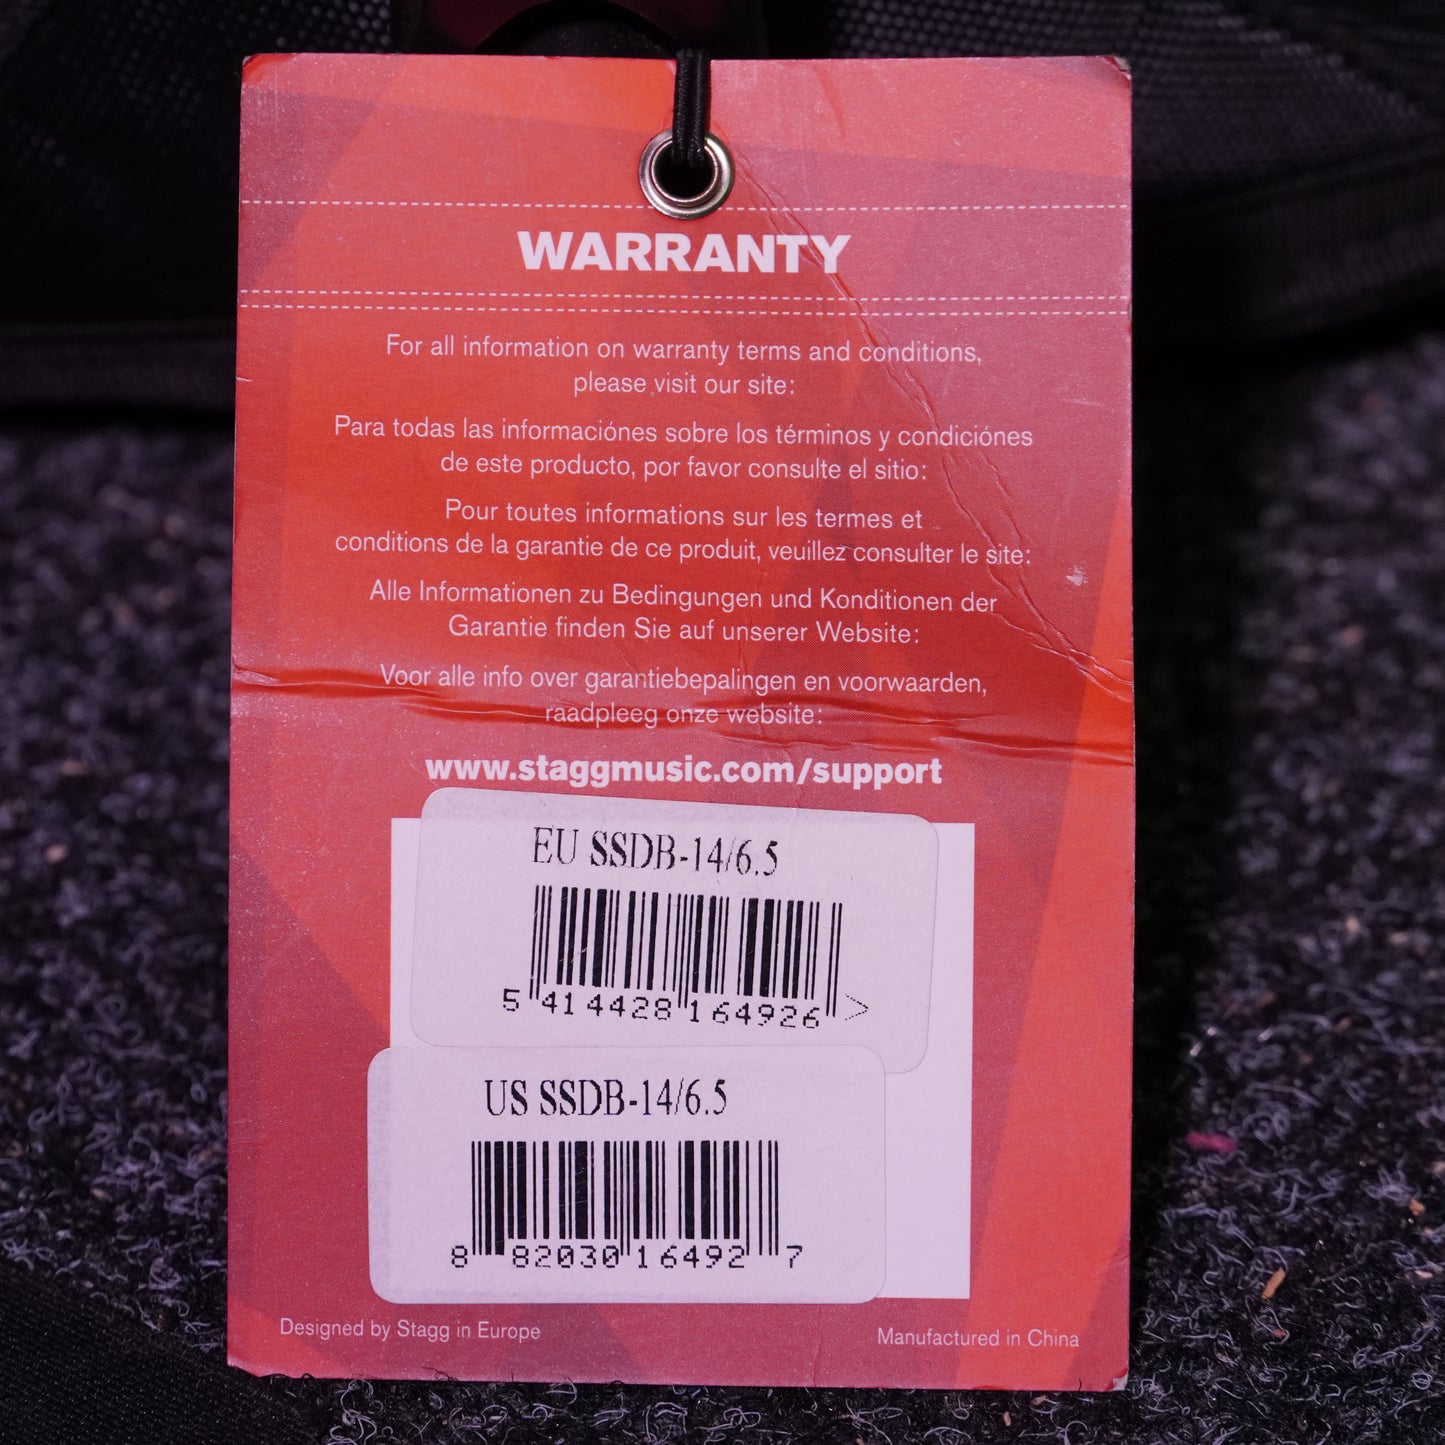 WARRANTY
For all information on warranty terms and conditions,
please visit our site:
Para todas las informaciónes sobre los términos y condiciónes
de este producto, por favor consulte el sitio:
Pour toutes informations sur les termes et
conditions de la garantie de ce produit, veuillez consulter le site:
Alle Informationen zu Bedingungen und Konditionen der
Garantie finden Sie auf unserer Website:
Voor alle info over garantiebepalingen en voorwaarden,
raadpleeg onze website:
www.staggmusic.com/support
EU SSDB-14/6.5
5 414428 164926 >
US SSDB-14/6.5
8 82030 16492 7
Designed by Stagg in Europe
Manufactured in China